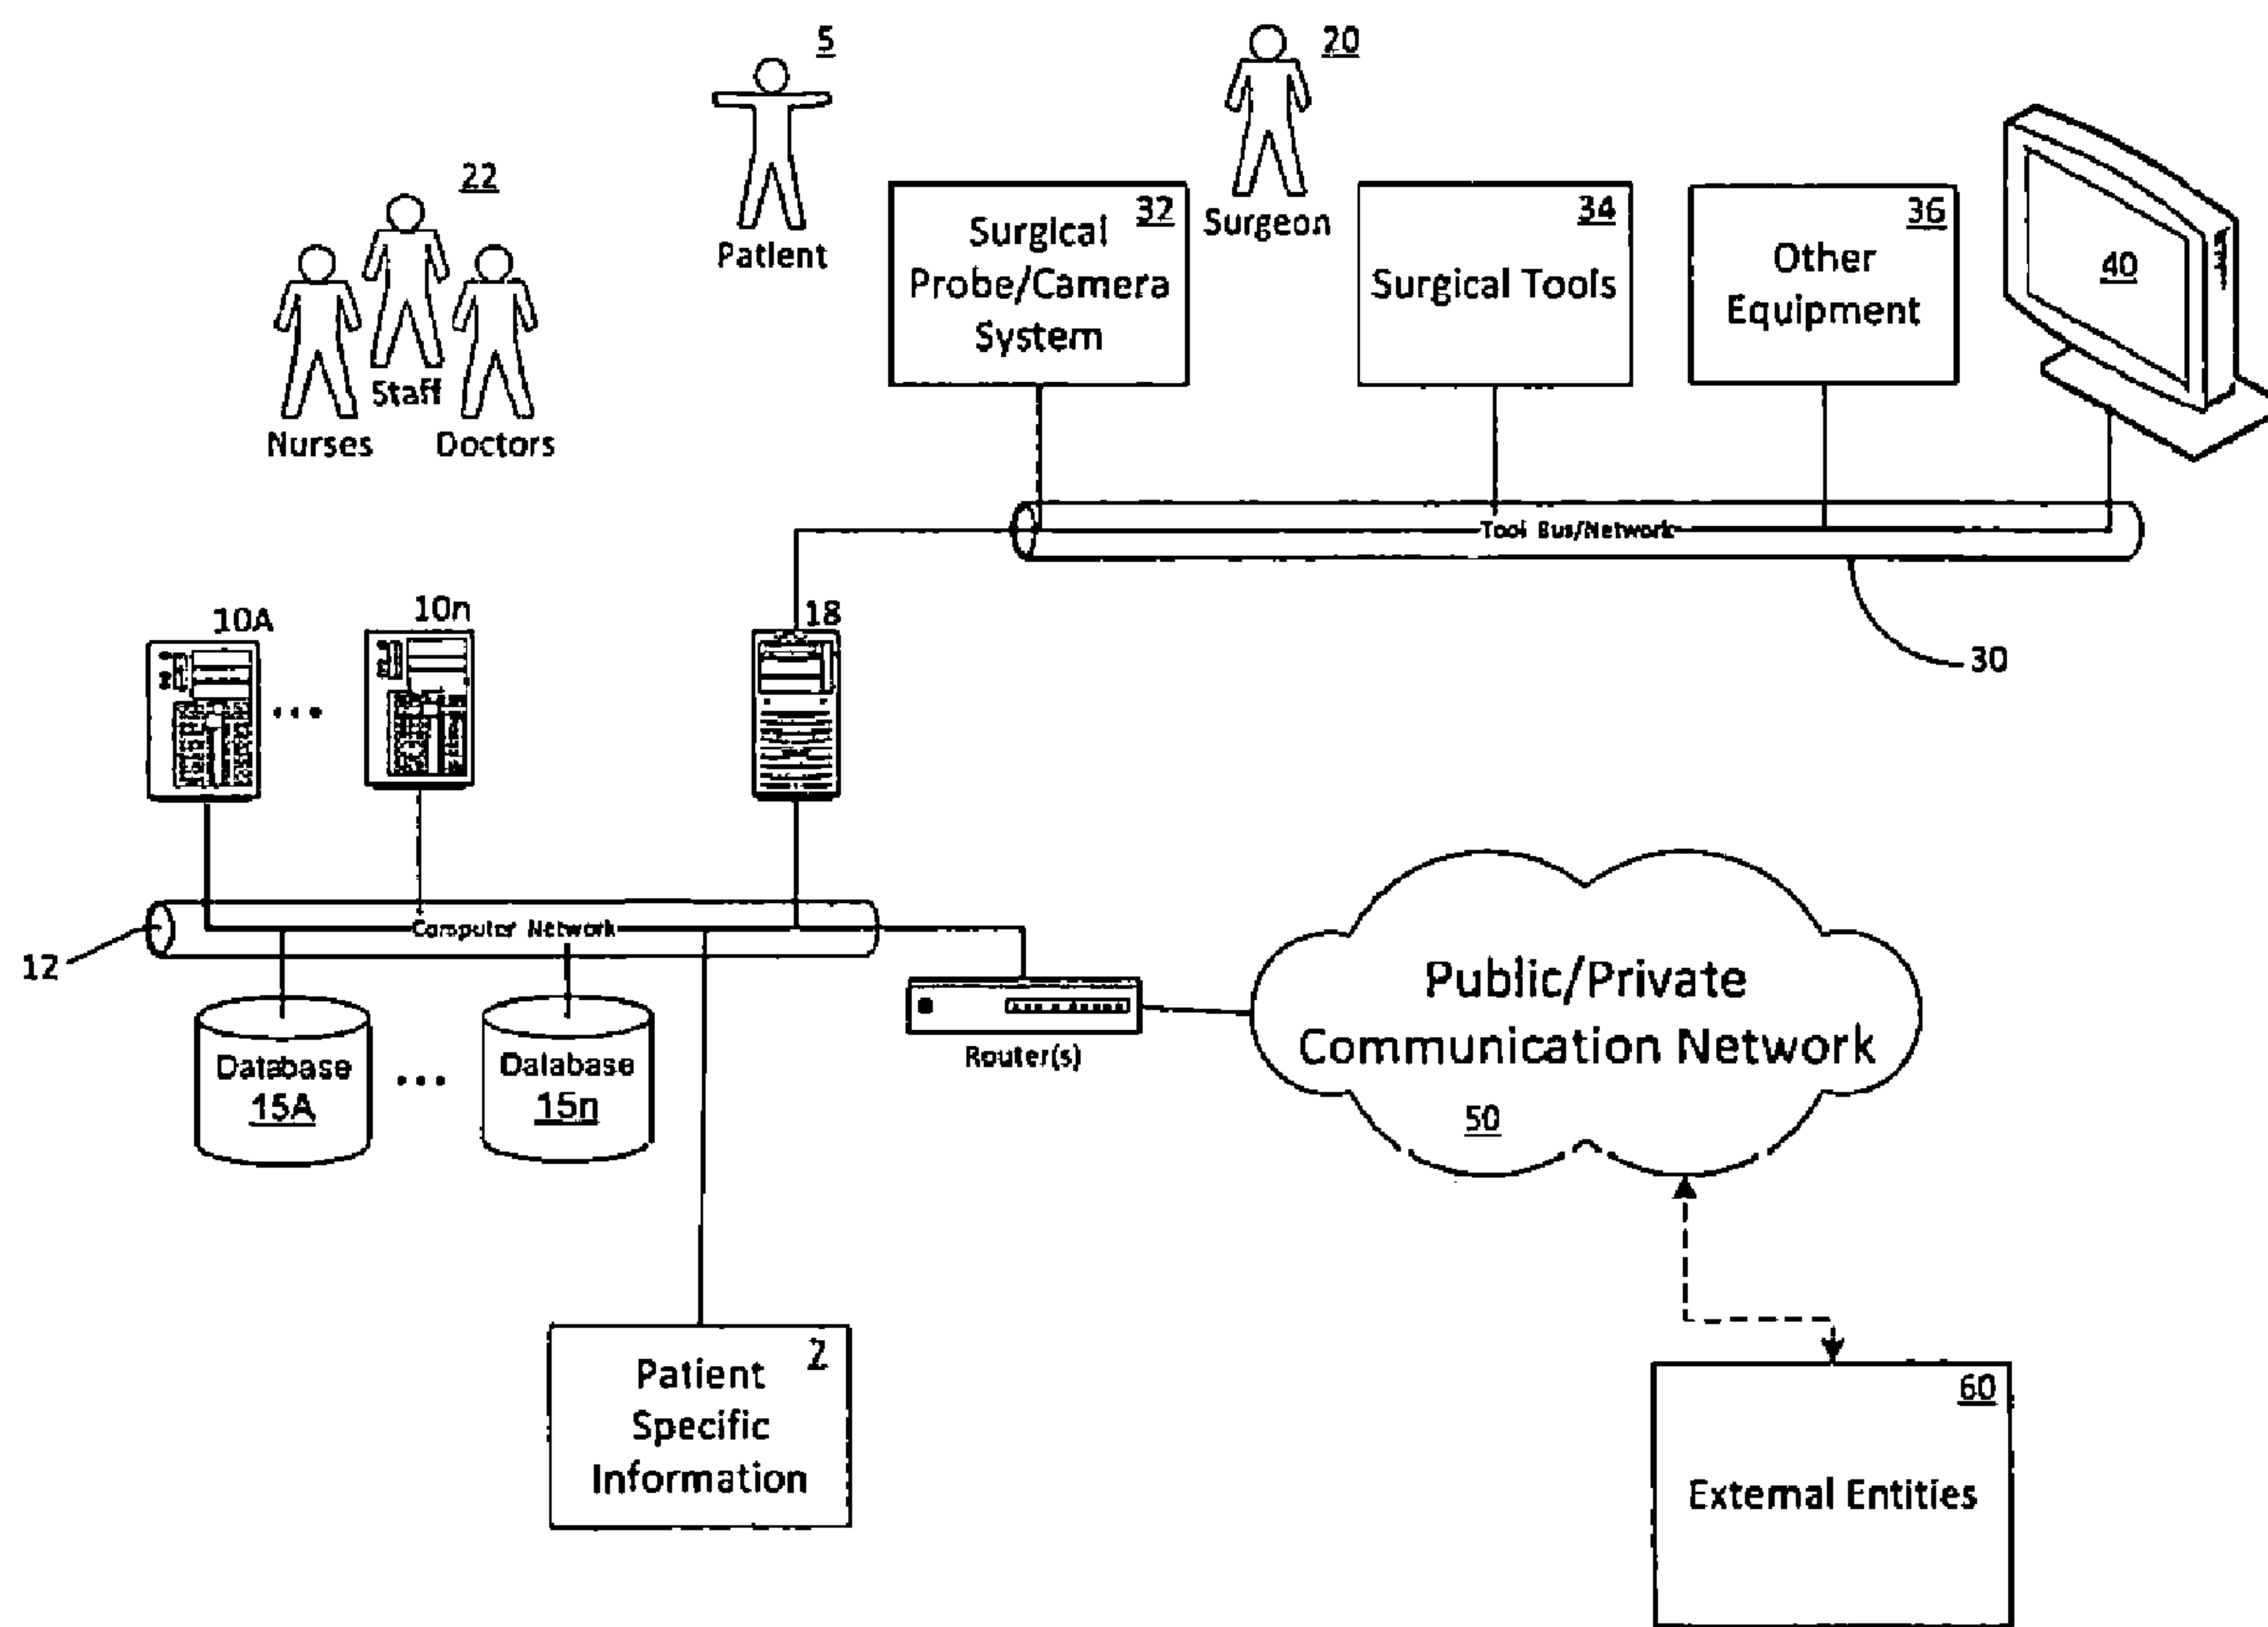 5
20
22
Patient
Surgeon
Staff
Nurses
Doctors
32
Surgical
Probe/Camera
System
34
Surgical Tools
36
Other
Equipment
40
Tool Bus/Network
30
10A
...
10n
18
Computer Network
12
Database
15A
...
Database
15n
Router(s)
Public/Private
Communication Network
50
2
Patient
Specific
Information
60
External Entities